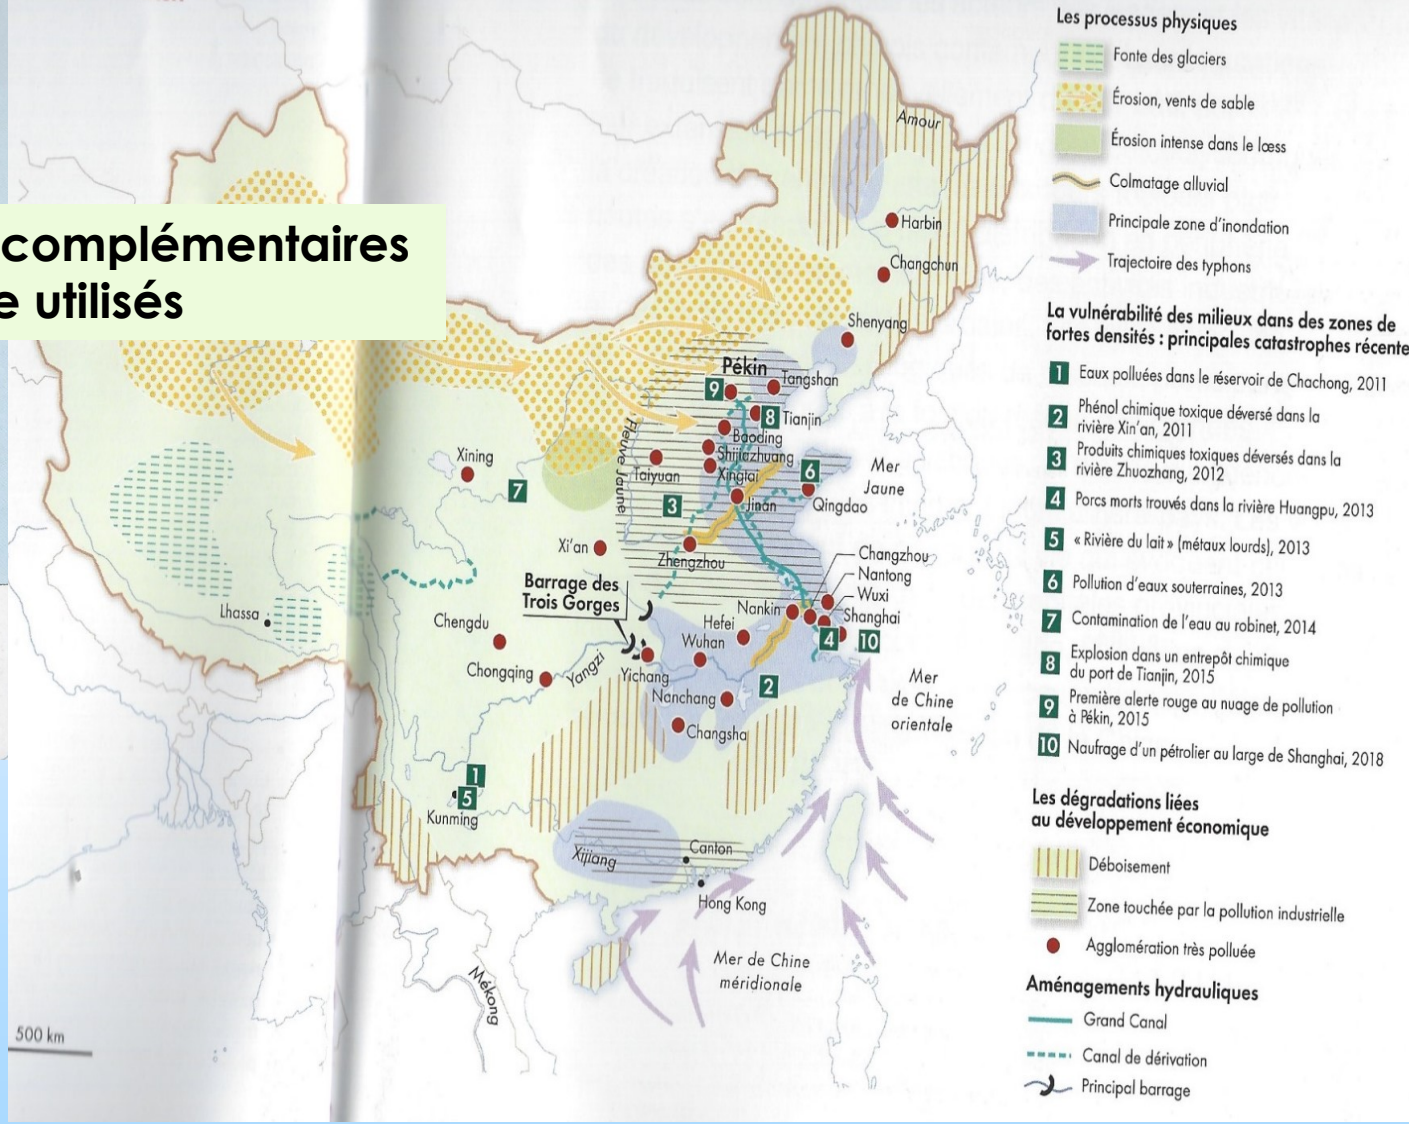 complémentaires
e utilisés
Amour
Harbin
Changchun
Shenyang
Pékin
9
Tangshan
8
Tianjin
Baoding
Shijiazhuang
Xingtai
Fleuve Jaune
Taiyuan
Xining
7
3
6
Mer
Jaune
Jinan
Qingdao
Xi'an
Zhengzhou
Barrage des
Trois Gorges
Changzhou
Nantong
Wuxi
Shanghai
Nankin
Hefei
Wuhan
4
10
Lhassa
Chengdu
Chongqing
Yangzi
Yichang
Nanchang
2
Changsha
Mer
de Chine
orientale
1
5
Kunming
Xijiang
Canton
Hong Kong
Mer de Chine
méridionale
Mékong
500 km
Les processus physiques
Fonte des glaciers
Érosion, vents de sable
Érosion intense dans le lœss
Colmatage alluvial
Principale zone d'inondation
Trajectoire des typhons
La vulnérabilité des milieux dans des zones de
fortes densités : principales catastrophes récente
1 Eaux polluées dans le réservoir de Chachong, 2011
2 Phénol chimique toxique déversé dans la
rivière Xin'an, 2011
3 Produits chimiques toxiques déversés dans la
rivière Zhuozhang, 2012
4 Porcs morts trouvés dans la rivière Huangpu, 2013
5 « Rivière du lait » (métaux lourds), 2013
6 Pollution d'eaux souterraines, 2013
7 Contamination de l'eau au robinet, 2014
8 Explosion dans un entrepôt chimique
du port de Tianjin, 2015
9 Première alerte rouge au nuage de pollution
à Pékin, 2015
10 Naufrage d'un pétrolier au large de Shanghai, 2018
Les dégradations liées
au développement économique
Déboisement
Zone touchée par la pollution industrielle
Agglomération très polluée
Aménagements hydrauliques
Grand Canal
Canal de dérivation
Principal barrage